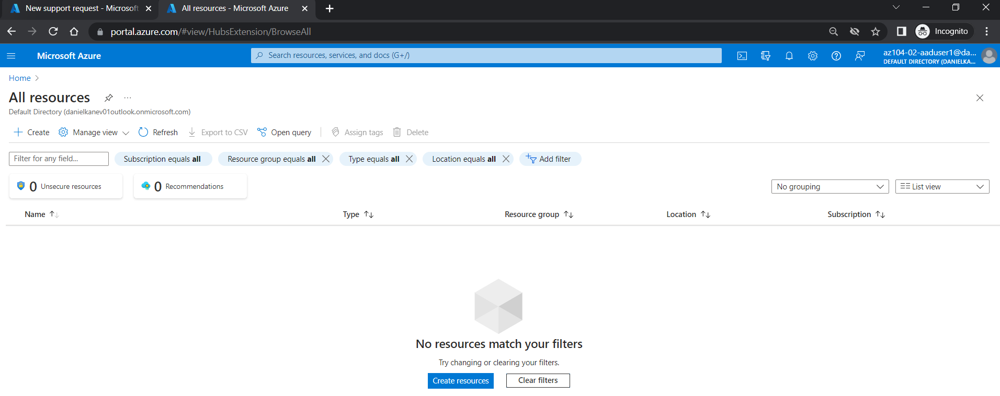 New support request - Microsoft
All resources - Microsoft Azure
portal.azure.com/#view/HubsExtension/BrowseAll
Incognito
Microsoft Azure
Search resources, services, and docs (G+/)
az104-02-aaduser1@da...
DEFAULT DIRECTORY (DANIELKA...
Home
All resources
Default Directory (danielkanev01outlook.onmicrosoft.com)
Create Manage view Refresh Export to CSV Open query Assign tags Delete
Filter for any field... Subscription equals all Resource group equals all Type equals all Location equals all Add filter
0 Unsecure resources 0 Recommendations No grouping List view
Name Type Resource group Location Subscription
No resources match your filters
Try changing or clearing your filters.
Create resources Clear filters